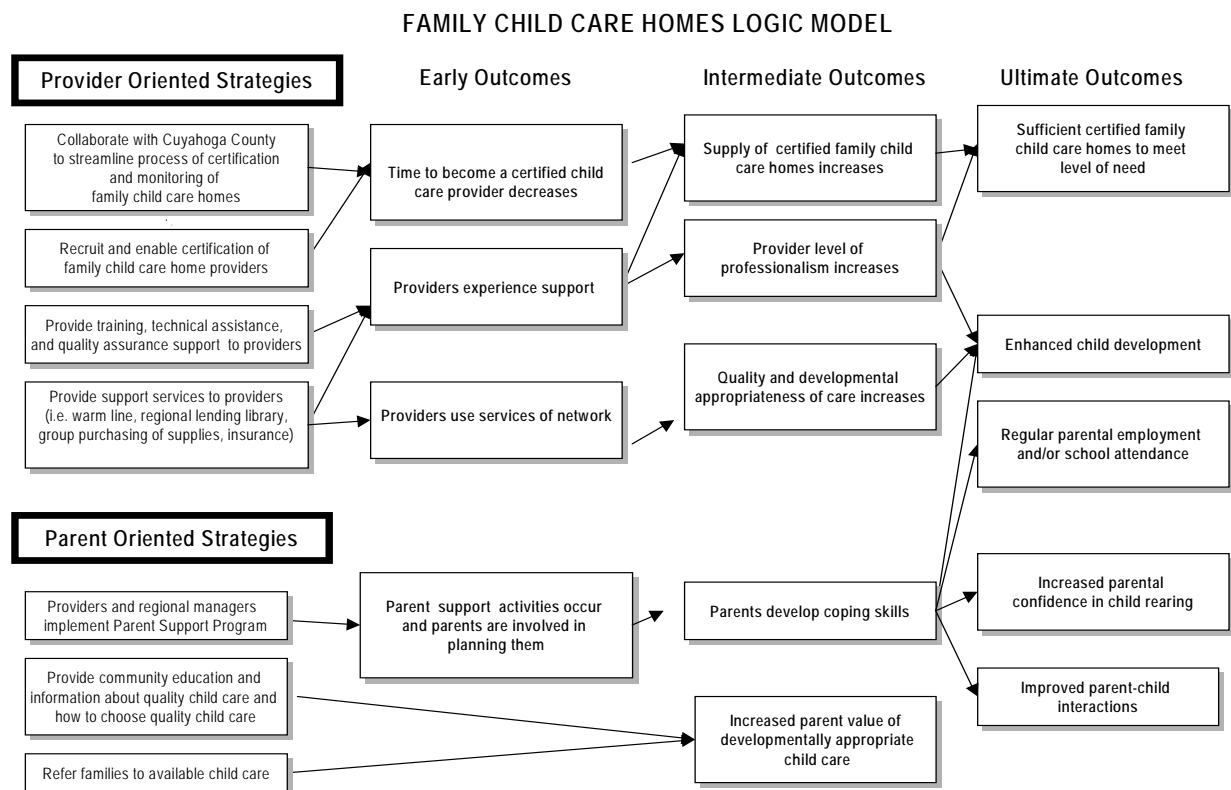 FAMILY CHILD CARE HOMES LOGIC MODEL
Provider Oriented Strategies
Early Outcomes
Intermediate Outcomes
Ultimate Outcomes
Collaborate with Cuyahoga County
to streamline process of certification
and monitoring of
family child care homes
Recruit and enable certification of
family child care home providers
Provide training, technical assistance,
and quality assurance support to providers
Provide support services to providers
(i.e. warm line, regional lending library,
group purchasing of supplies, insurance)
Time to become a certified child
care provider decreases
Providers experience support
Providers use services of network
Supply of certified family child
care homes increases
Provider level of
professionalism increases
Quality and developmental
appropriateness of care increases
Sufficient certified family
child care homes to meet
level of need
Enhanced child development
Regular parental employment
and/or school attendance
Parent Oriented Strategies
Providers and regional managers
implement Parent Support Program
Provide community education and
information about quality child care and
how to choose quality child care
Refer families to available child care
Parent support activities occur
and parents are involved in
planning them
Parents develop coping skills
Increased parent value of
developmentally appropriate
child care
Increased parental
confidence in child rearing
Improved parent-child
interactions